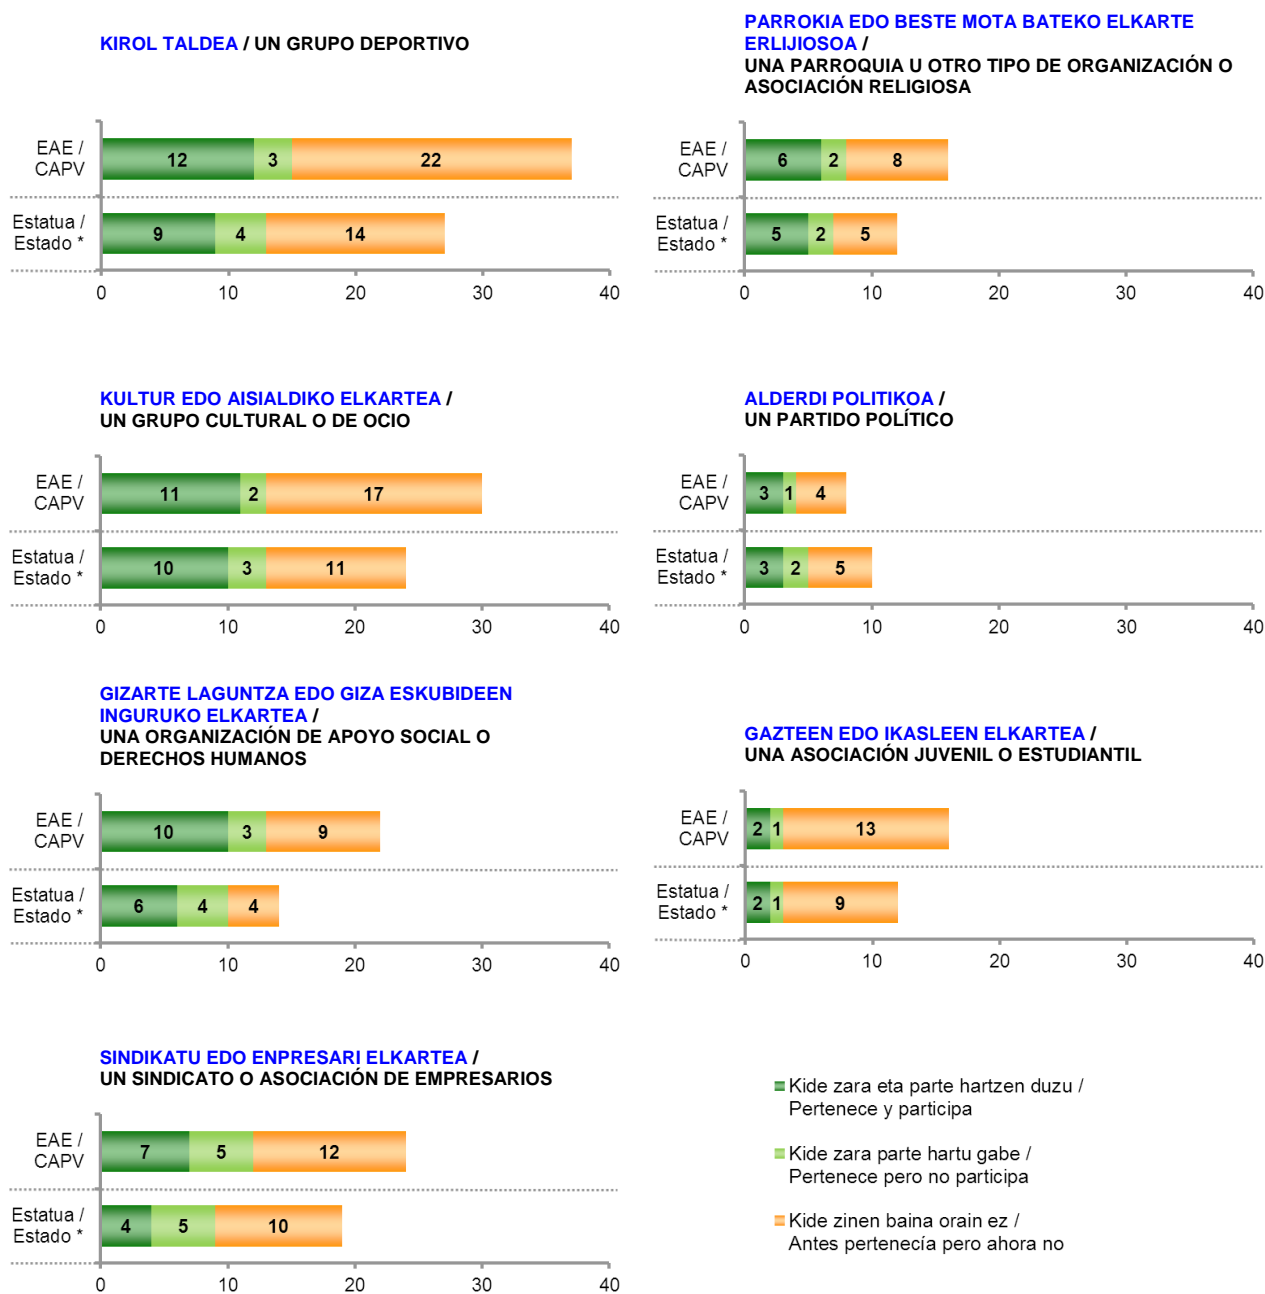 KIROL TALDEA / UN GRUPO DEPORTIVO
EAE /
CAPV
12 3 22
Estatua /
Estado *
9 4 14
0 10 20 30 40
PARROKIA EDO BESTE MOTA BATEKO ELKARTE
ERLIJIOSOA /
UNA PARROQUIA U OTRO TIPO DE ORGANIZACIÓN O
ASOCIACIÓN RELIGIOSA
EAE /
CAPV
6 2 8
Estatua /
Estado *
5 2 5
0 10 20 30 40
KULTUR EDO AISIALDIKO ELKARTEA /
UN GRUPO CULTURAL O DE OCIO
EAE /
CAPV
11 2 17
Estatua /
Estado *
10 3 11
0 10 20 30 40
ALDERDI POLITIKOA /
UN PARTIDO POLÍTICO
EAE /
CAPV
3 1 4
Estatua /
Estado *
3 2 5
0 10 20 30 40
GIZARTE LAGUNTZA EDO GIZA ESKUBIDEEN
INGURUKO ELKARTEA /
UNA ORGANIZACIÓN DE APOYO SOCIAL O
DERECHOS HUMANOS
EAE /
CAPV
10 3 9
Estatua /
Estado *
6 4 4
0 10 20 30 40
GAZTEEN EDO IKASLEEN ELKARTEA /
UNA ASOCIACIÓN JUVENIL O ESTUDIANTIL
EAE /
CAPV
2 1 13
Estatua /
Estado *
2 1 9
0 10 20 30 40
SINDIKATU EDO ENPRESARI ELKARTEA /
UN SINDICATO O ASOCIACIÓN DE EMPRESARIOS
EAE /
CAPV
7 5 12
Estatua /
Estado *
4 5 10
0 10 20 30 40
Kide zara eta parte hartzen duzu /
Pertenece y participa
Kide zara parte hartu gabe /
Pertenece pero no participa
Kide zinen baina orain ez /
Antes pertenecía pero ahora no